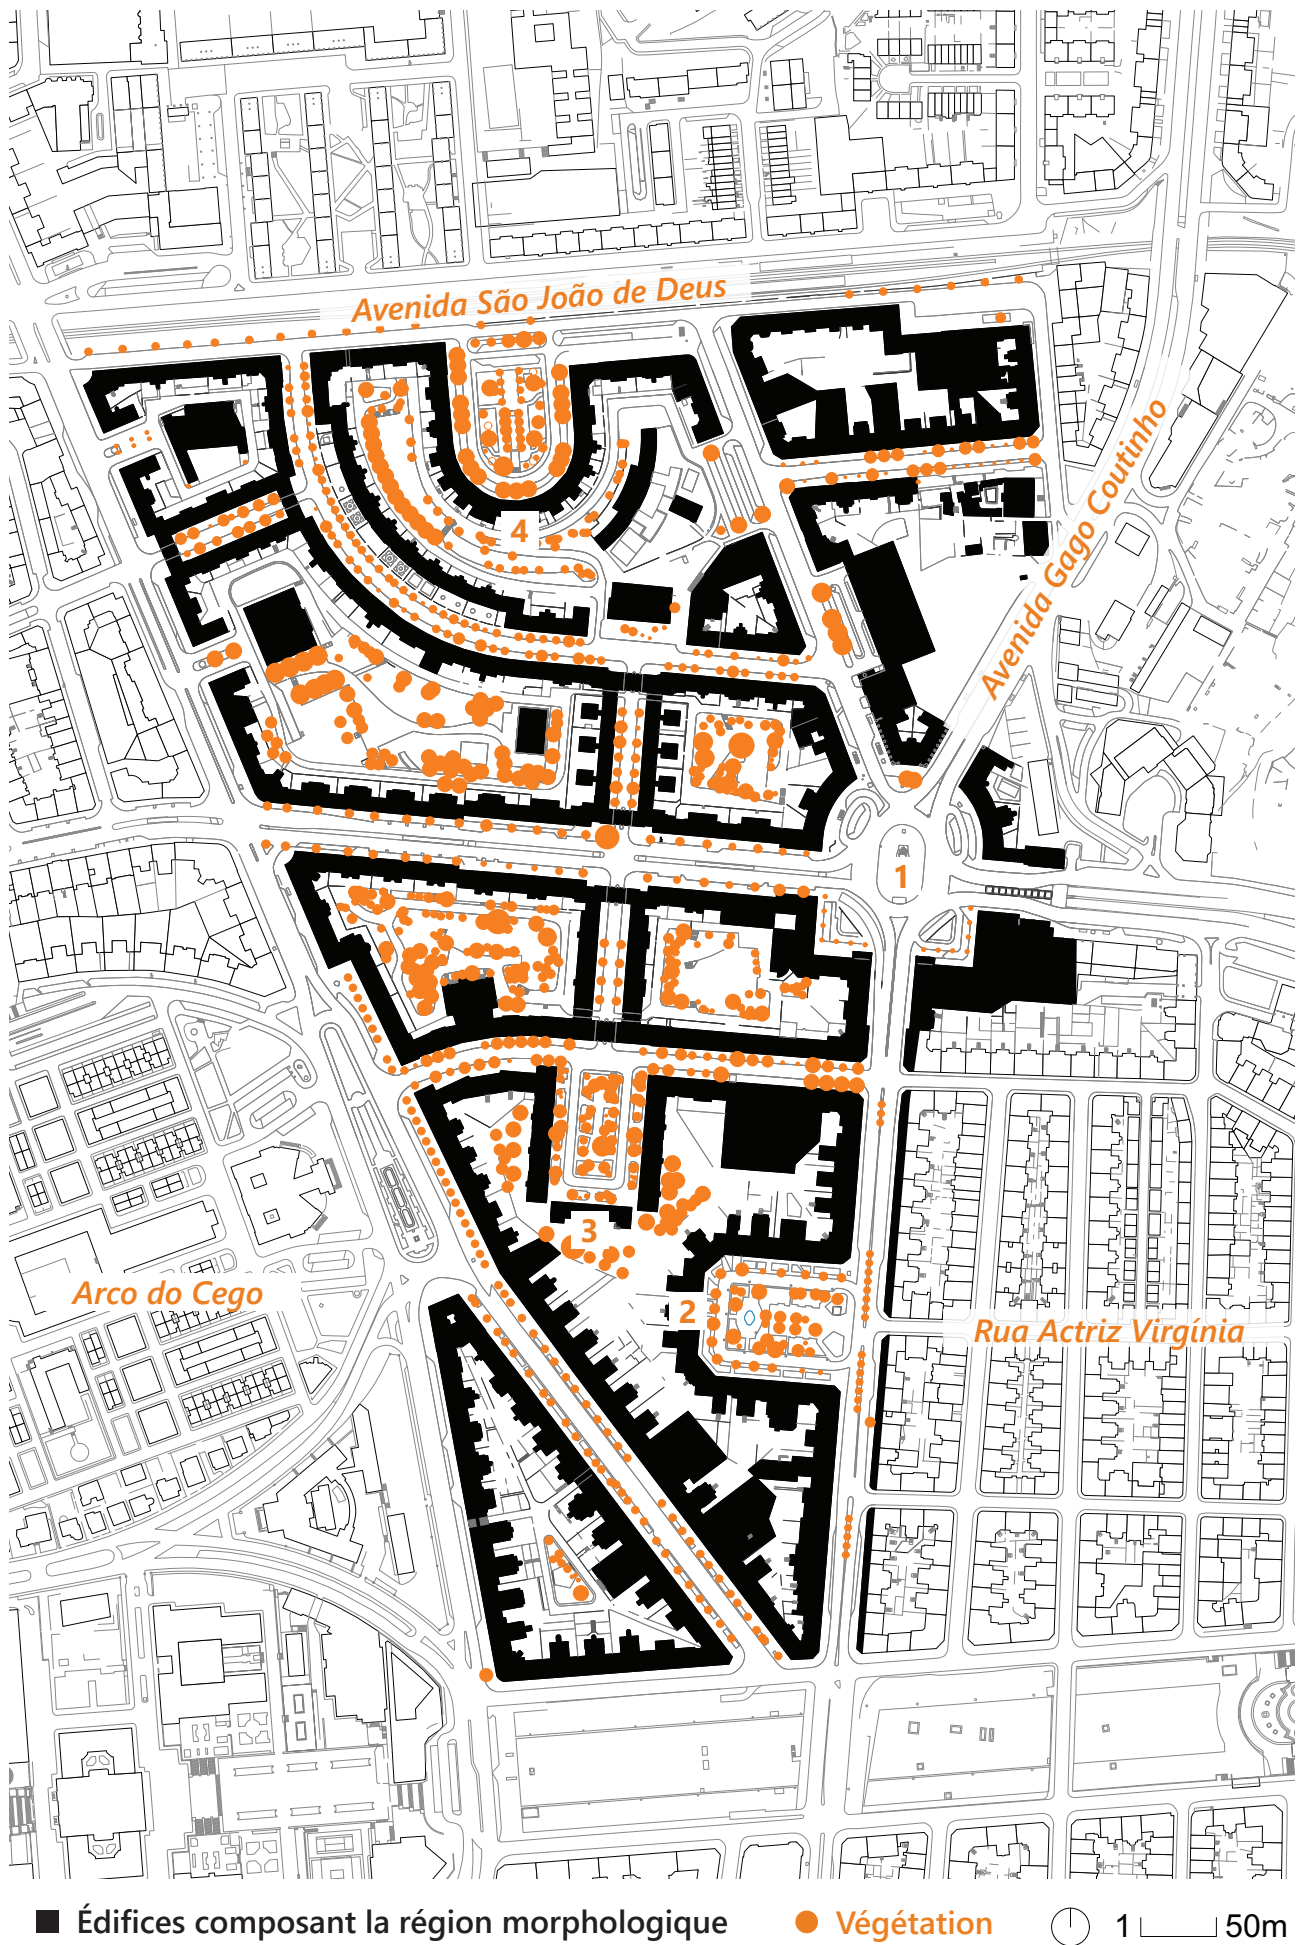 Avenida São João de Deus
Avenida Gago Coutinho
4
1
3
2
Arco do Cego
Rua Actriz Virgínia
Édifices composant la région morphologique
Végétation
1 50m